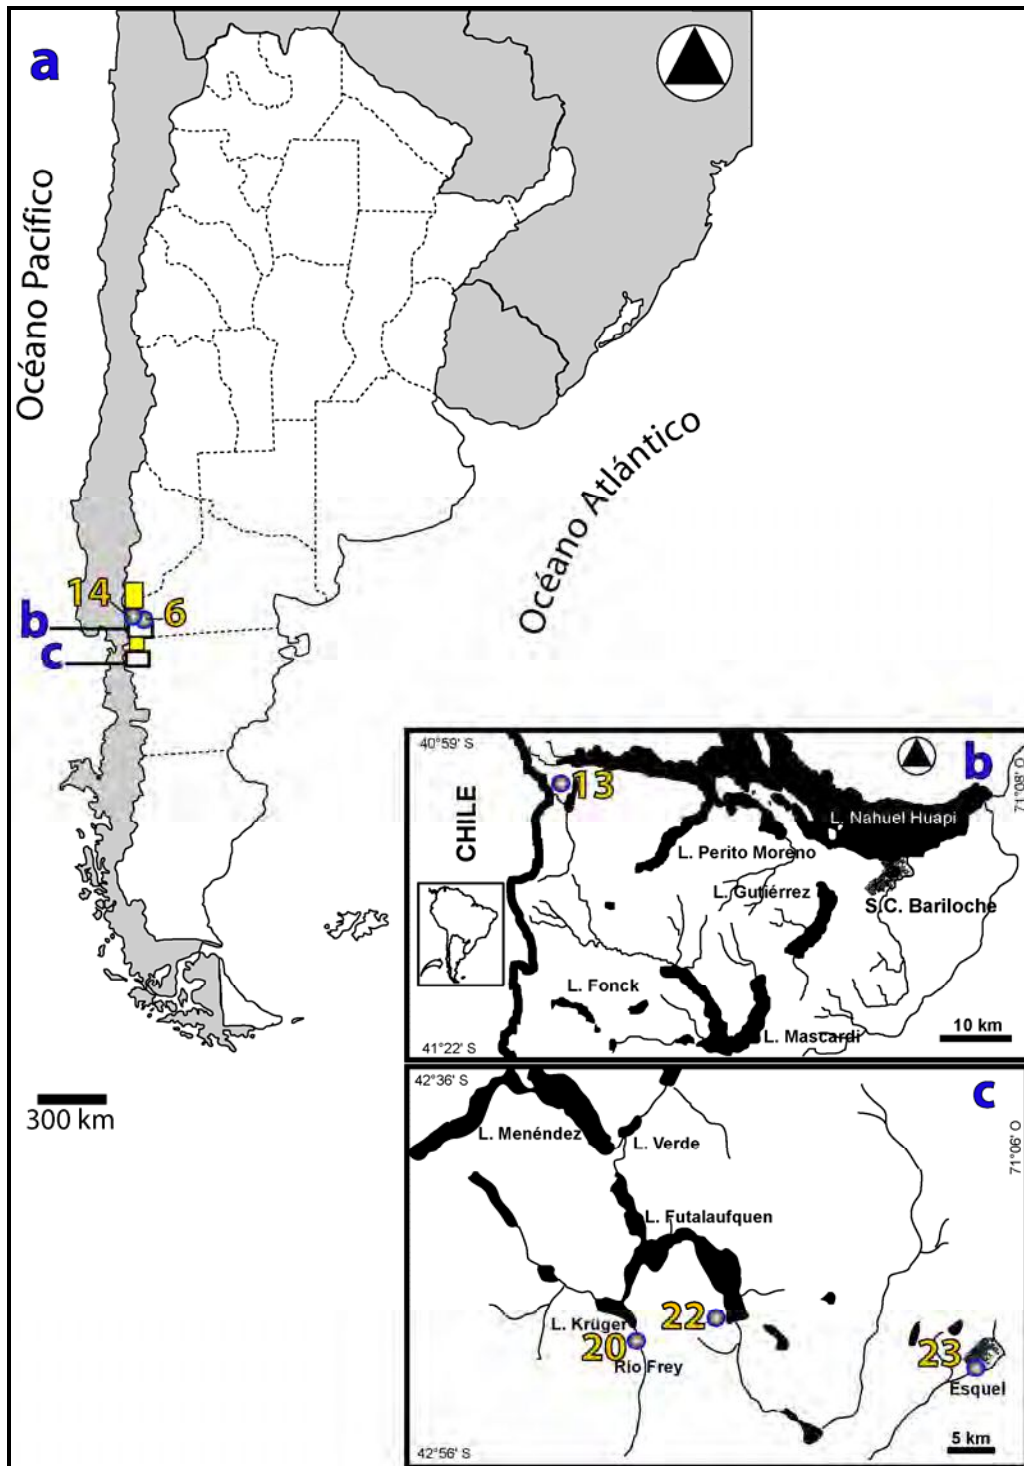 a
Océano Pacífico
Océano Atlántico
14
6
b
c
300 km
40°59' S
b
13
71°08' O
CHILE
L. Nahuel Huapi
L. Perito Moreno
L. Gutiérrez
S.C. Bariloche
L. Fonck
L. Mascardi
10 km
41°22' S
42°36' S
c
L. Menéndez
L. Verde
71°06' O
L. Futalaufquen
22
L. Krüger
20
Río Frey
23
Esquel
5 km
42°56' S